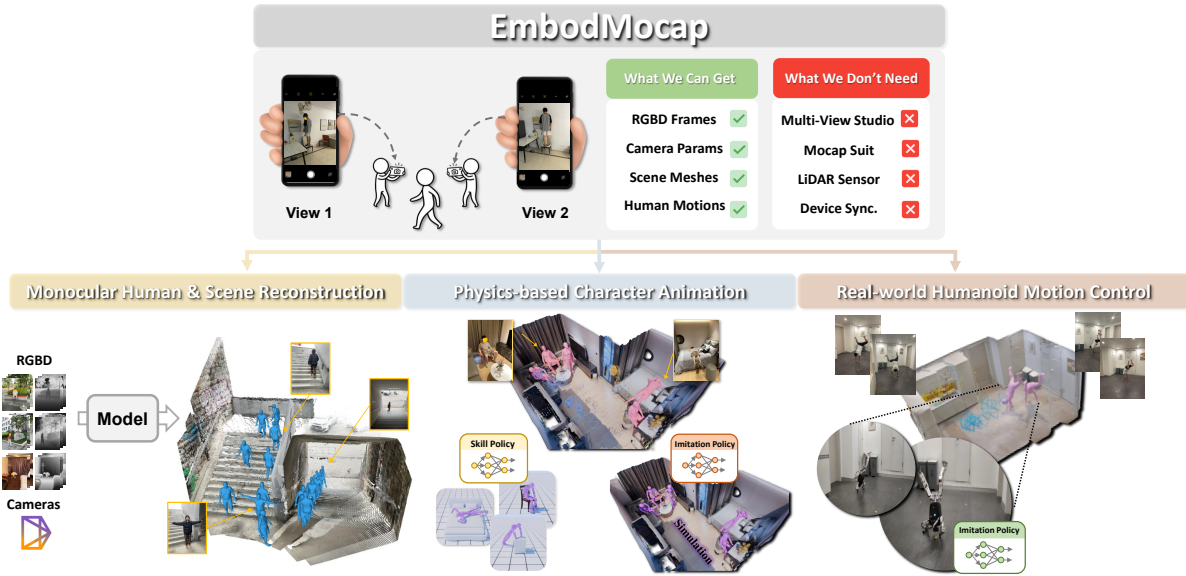 EmbodMocap
View 1
View 2
What We Can Get
RGBD Frames
Camera Params
Scene Meshes
Human Motions
What We Don't Need
Multi-View Studio
Mocap Suit
LiDAR Sensor
Device Sync.
Monocular Human & Scene Reconstruction
Physics-based Character Animation
Real-world Humanoid Motion Control
RGBD
Model
Cameras
Skill Policy
Imitation Policy
Simulation
Imitation Policy